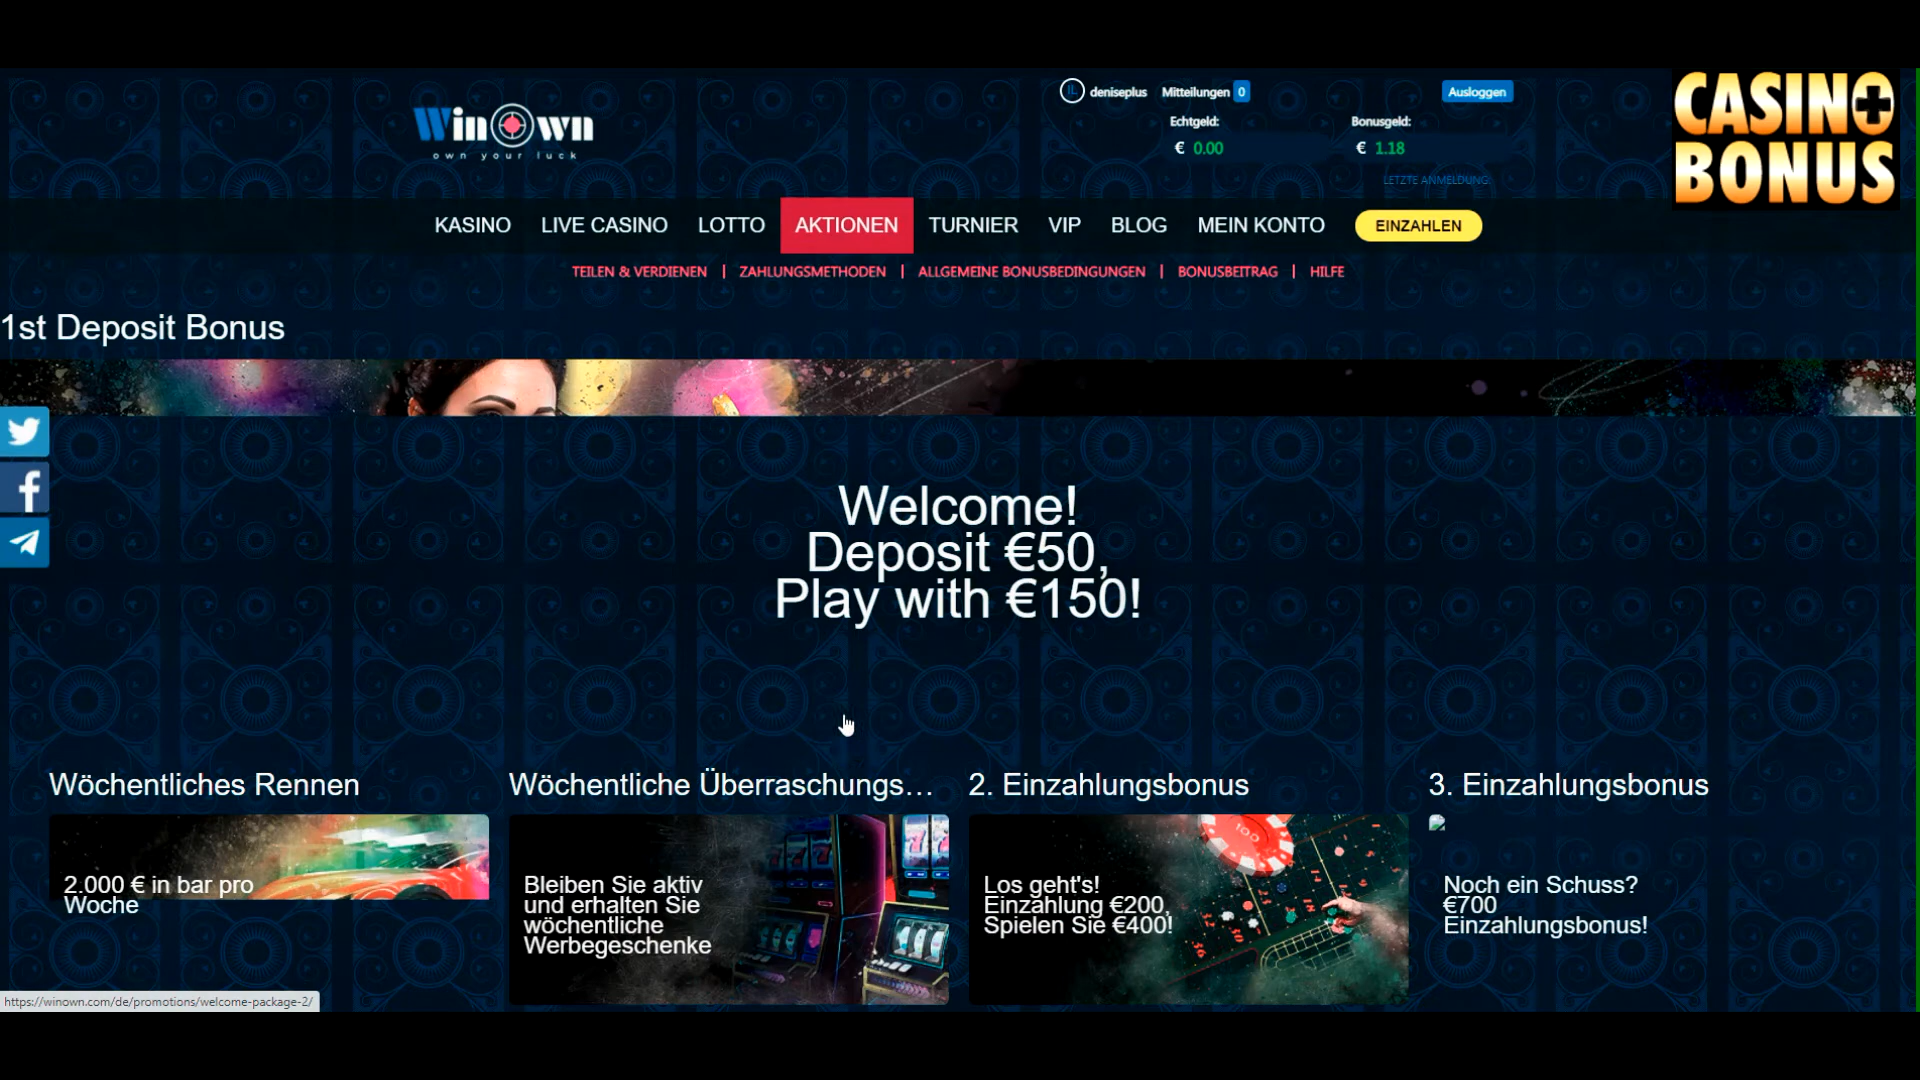 WinOwn
own your luck
IL deniseplus Mitteilungen 0 Ausloggen
Echtgeld: Bonusgeld:
€ 0.00 € 1.18
LETZTE ANMELDUNG:
CASINO
BONUS
KASINO LIVE CASINO LOTTO AKTIONEN TURNIER VIP BLOG MEIN KONTO EINZAHLEN
TEILEN & VERDIENEN | ZAHLUNGSMETHODEN | ALLGEMEINE BONUSBEDINGUNGEN | BONUSBEITRAG | HILFE
1st Deposit Bonus
Welcome!
Deposit €50,
Play with €150!
Wöchentliches Rennen
2.000 € in bar pro
Woche
Wöchentliche Überraschungs...
Bleiben Sie aktiv
und erhalten Sie
wöchentliche
Werbegeschenke
2. Einzahlungsbonus
Los geht's!
Einzahlung €200,
Spielen Sie €400!
3. Einzahlungsbonus
Noch ein Schuss?
€700
Einzahlungsbonus!
https://winown.com/de/promotions/welcome-package-2/